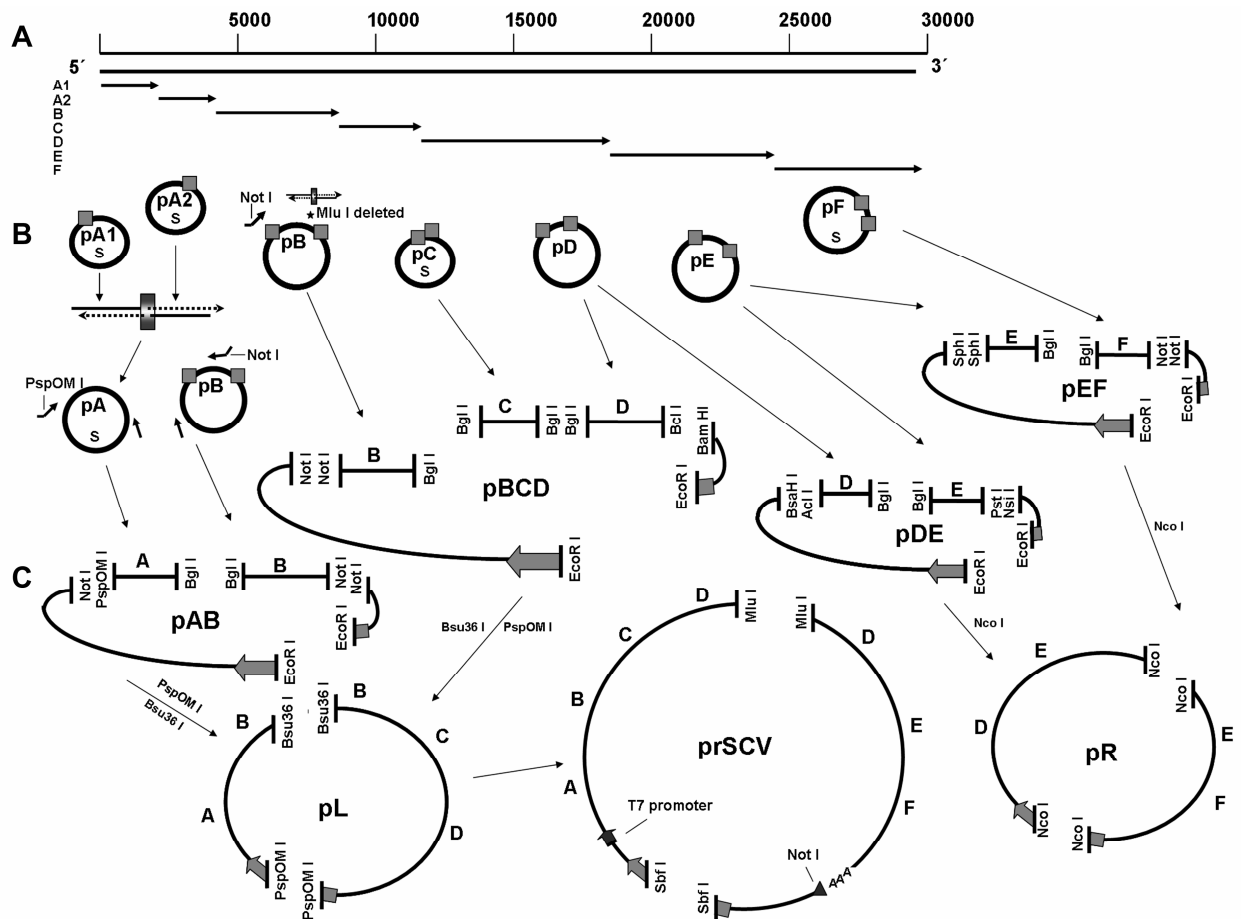 5000 10000 15000 20000 25000 30000
A
5´ 3´
A1
A2
B
C
D
E
F
B
pA1
S
pA2
S
Not I
Mlu I deleted
pB
pC
S
pD
pE
pF
S
PspOM I
pA
S
Not I
pB
Bgl I C Bgl I
Bgl I D Bcl I
Bam HI
EcoR I
Not I Not I B Bgl I
pBCD
EcoR I
Sph I Sph I E Bgl I
Bgl I F Not I Not I
pEF
EcoR I
EcoR I
BsaH I Acl I D Bgl I
Bgl I E Pst I Nsi I
pDE
EcoR I
EcoR I
Nco I
Nco I
C
Not I PspOM I A Bgl I
Bgl I B Not I Not I
pAB
EcoR I
EcoR I
PspOM I
Bsu36 I
Bsu36 I PspOM I
B Bsu36 I
Bsu36 I B
C
A
pL
D
PspOM I
PspOM I
D Mlu I
Mlu I D
C
B
prSCV
E
A
F
T7 promoter
Sbf I
Sbf I
Not I
AAA
E Nco I
Nco I E
D
pR
F
Nco I
Nco I